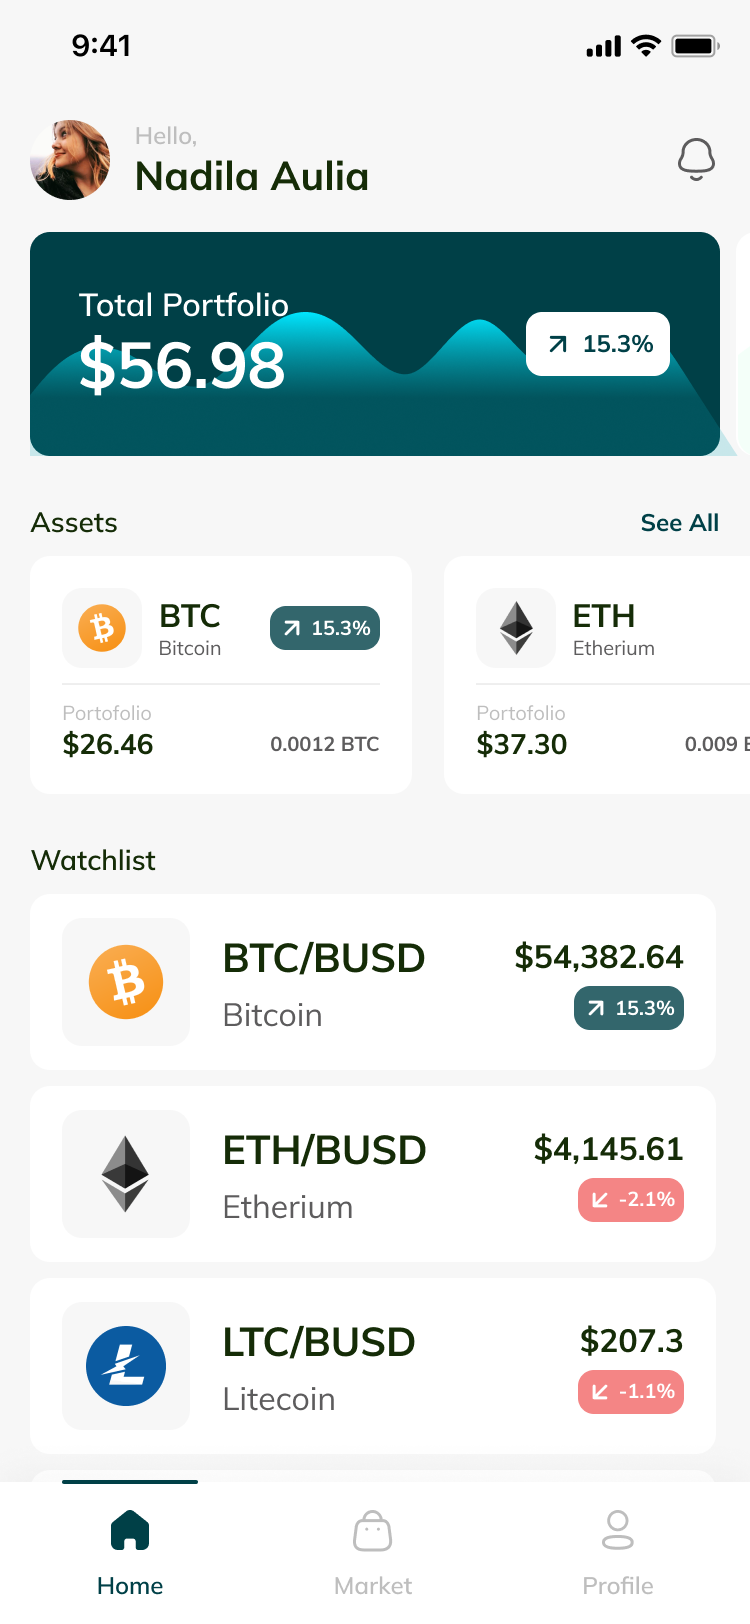 9:41
Hello,
Nadila Aulia
Total Portfolio
$56.98
15.3%
Assets
See All
BTC
Bitcoin
15.3%
Portofolio
$26.46
0.0012 BTC
ETH
Etherium
Portofolio
$37.30
0.009
Watchlist
BTC/BUSD
Bitcoin
$54,382.64
15.3%
ETH/BUSD
Etherium
$4,145.61
-2.1%
LTC/BUSD
Litecoin
$207.3
-1.1%
Home
Market
Profile